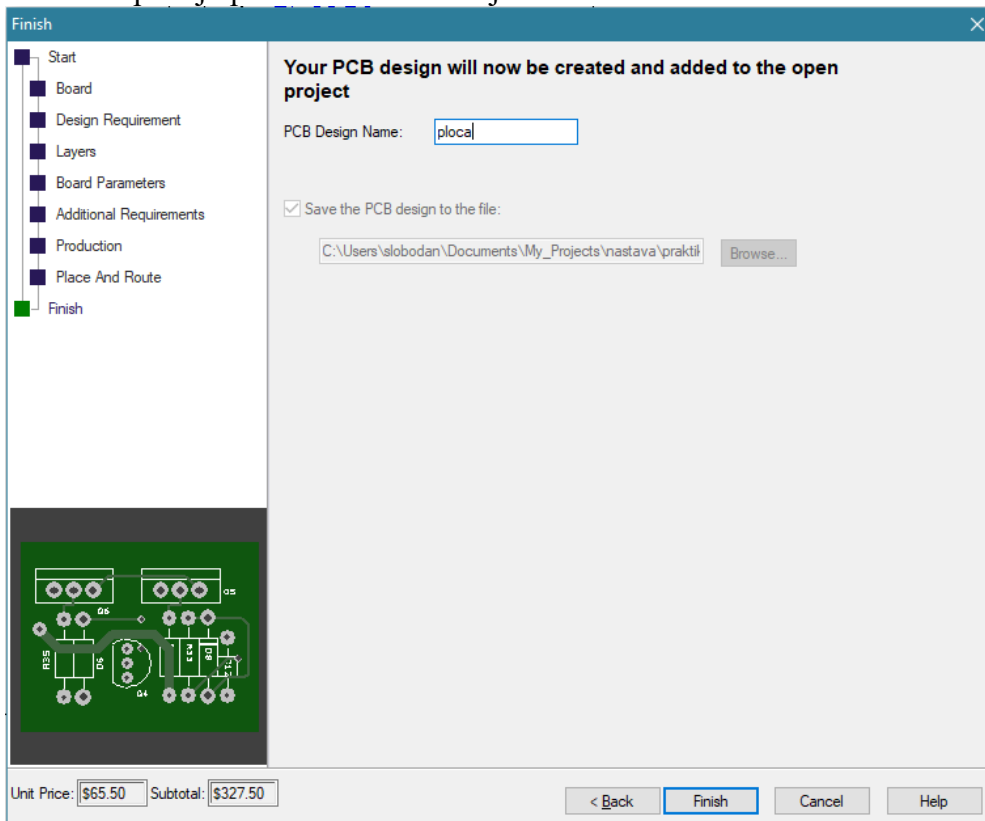 Finish
Start
Board
Design Requirement
Layers
Board Parameters
Additional Requirements
Production
Place And Route
Finish
Your PCB design will now be created and added to the open
project
PCB Design Name: ploca
Save the PCB design to the file:
C:\Users\slobodan\Documents\My_Projects\nastava\prakti
Browse...
Q5
Q6
R35
D6
Q4
R33
D8
Unit Price: $65.50 Subtotal: $327.50
< Back Finish Cancel Help